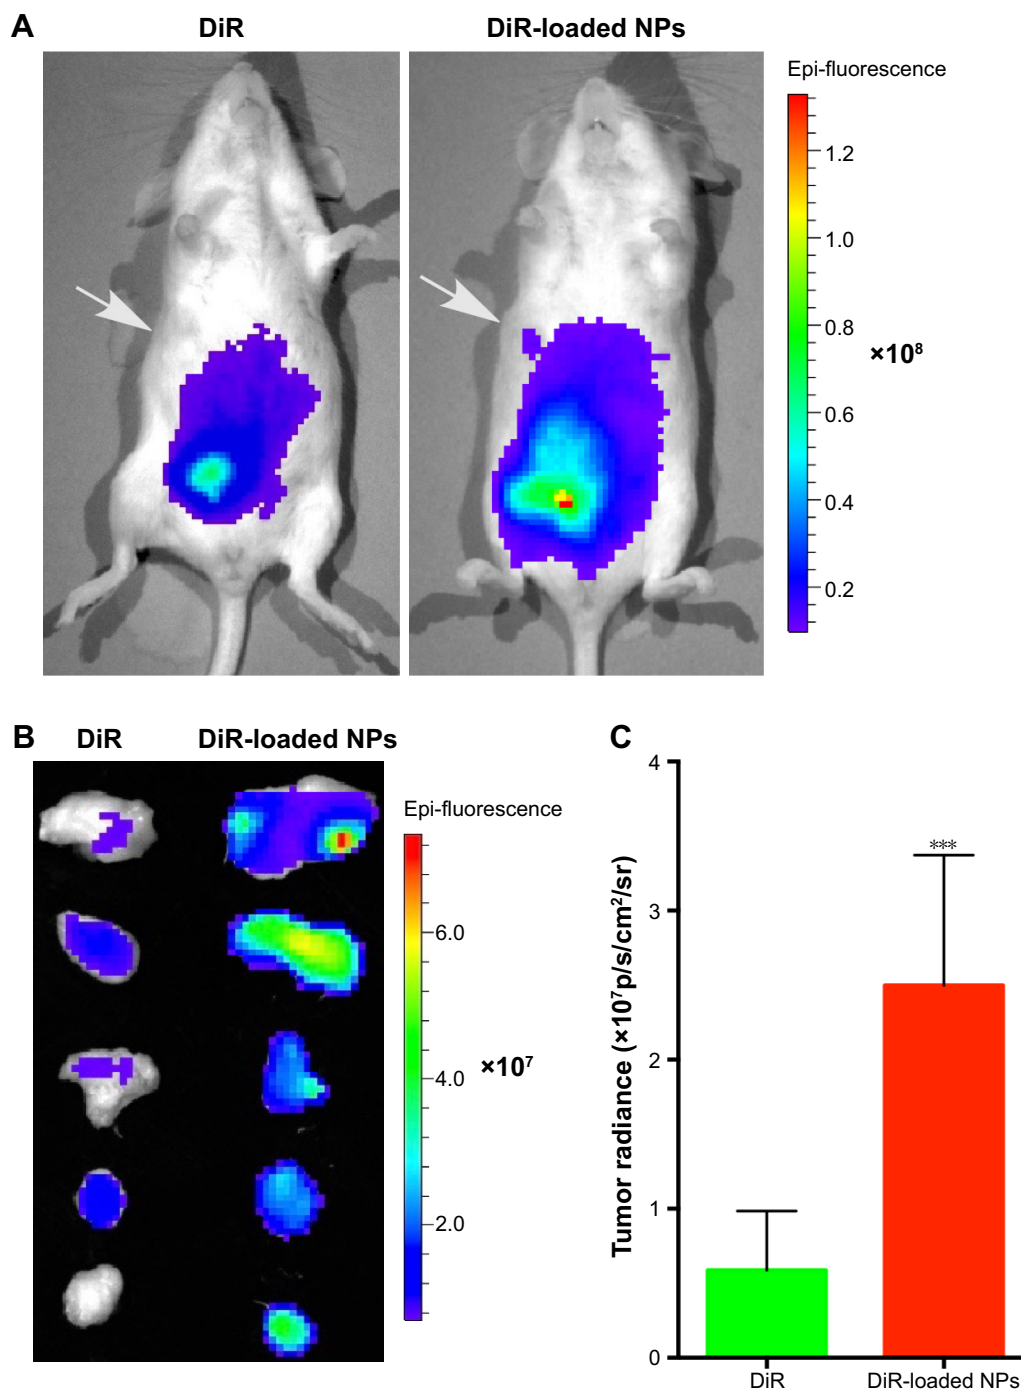 A
DiR
DiR-loaded NPs
Epi-fluorescence
1.2
1.0
0.8
×10⁸
0.6
0.4
0.2
B
DiR
DiR-loaded NPs
Epi-fluorescence
6.0
4.0
×10⁷
2.0
C
Tumor radiance (×10⁷p/s/cm²/sr)
4
3
2
1
0
***
DiR
DiR-loaded NPs